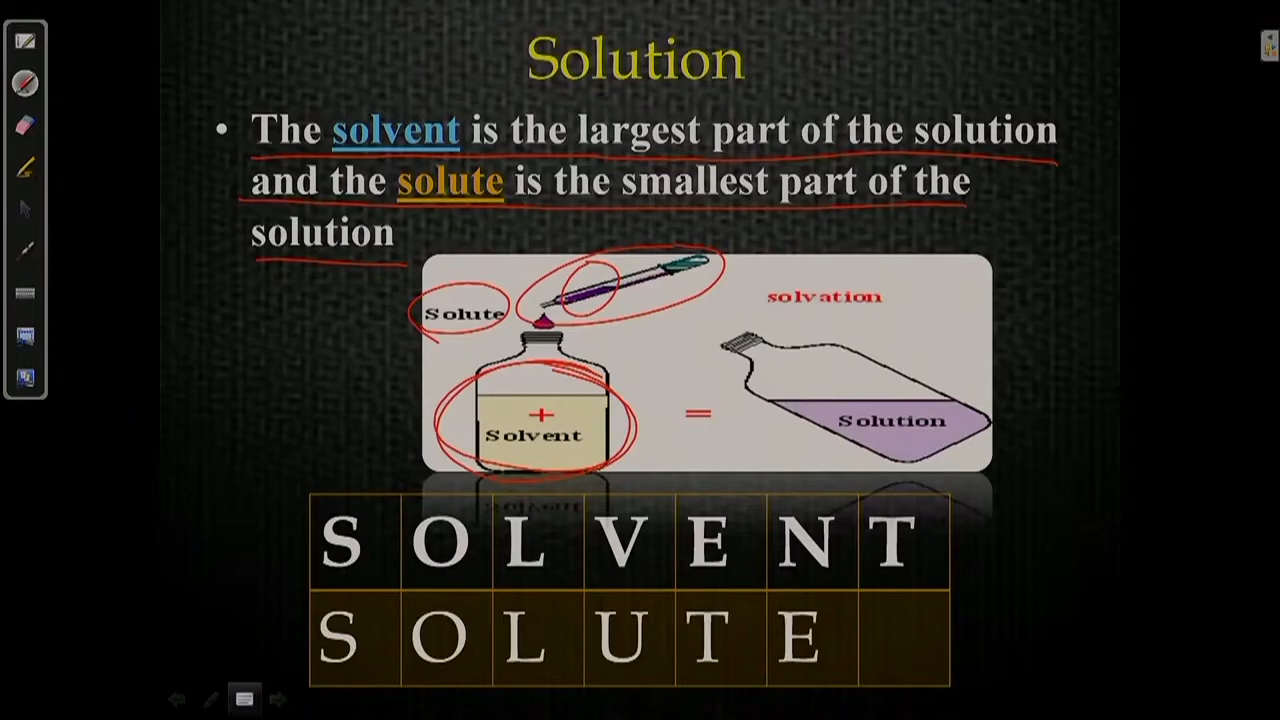 Solution
• The solvent is the largest part of the solution
and the solute is the smallest part of the
solution
solvation
Solute
+
=
Solution
Solvent
S O L V E N T
S O L U T E